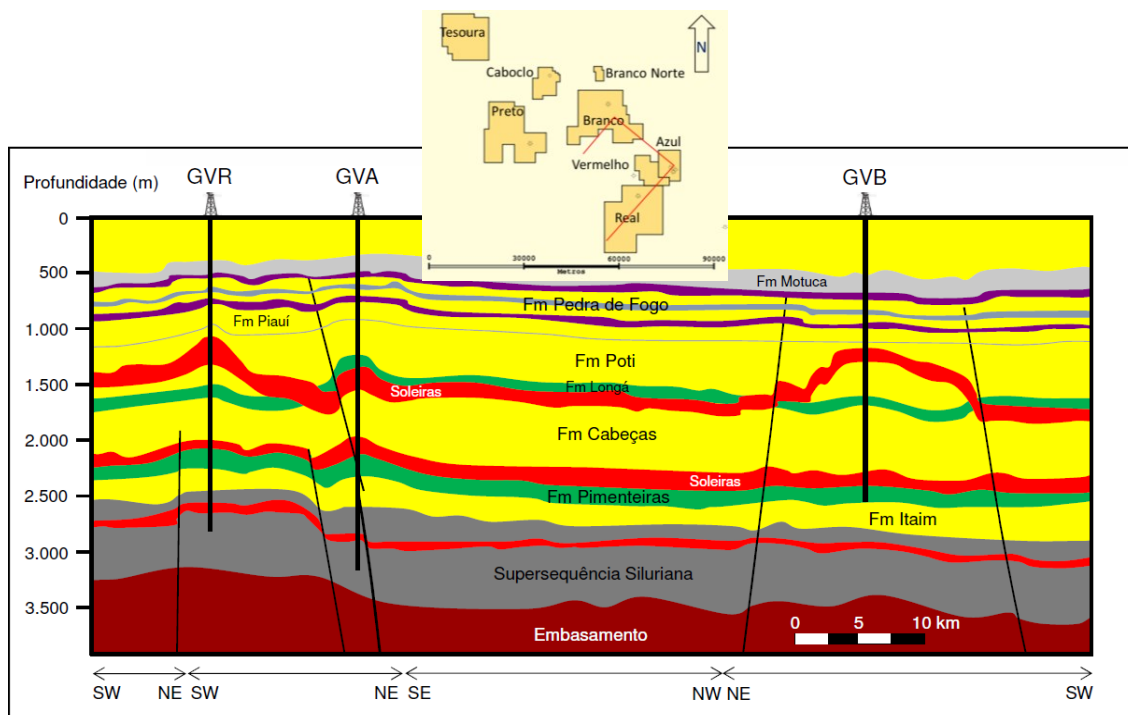 Tesoura
N
Caboclo
Branco Norte
Preto
Branco
Azul
Vermelho
Real
0 30000 60000 90000
Metros
Profundidade (m)
GVR
GVA
GVB
0
500
1.000
1.500
2.000
2.500
3.000
3.500
Fm Motuca
Fm Pedra de Fogo
Fm Piauí
Fm Poti
Fm Longá
Soleiras
Fm Cabeças
Soleiras
Fm Pimenteiras
Fm Itaim
Supersequência Siluriana
Embasamento
0 5 10 km
SW NE SW NE SE NW NE SW